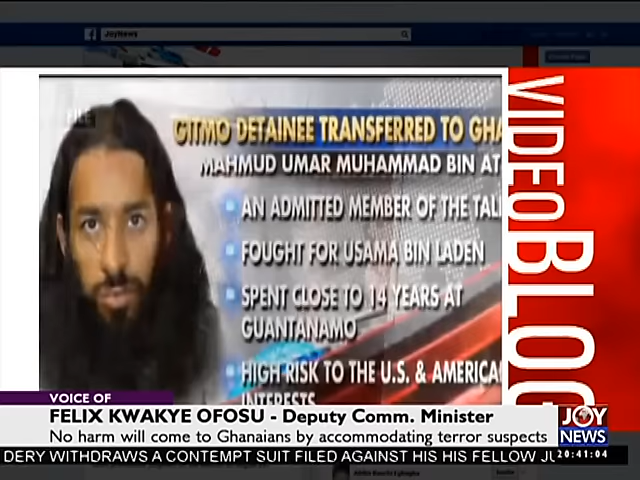 JoyNews
FILE
GITMO DETAINEE TRANSFERRED TO GHA
MAHMUD UMAR MUHAMMAD BIN AT
AN ADMITTED MEMBER OF THE TAL
FOUGHT FOR USAMA BIN LADEN
SPENT CLOSE TO 14 YEARS AT
GUANTANAMO
HIGH RISK TO THE U.S. & AMERICA
INTERESTS
VIDEO BLOG
VOICE OF
FELIX KWAKYE OFOSU - Deputy Comm. Minister
No harm will come to Ghanaians by accommodating terror suspects
JOY
NEWS
DERY WITHDRAWS A CONTEMPT SUIT FILED AGAINST HIS HIS FELLOW JU
20:41:04